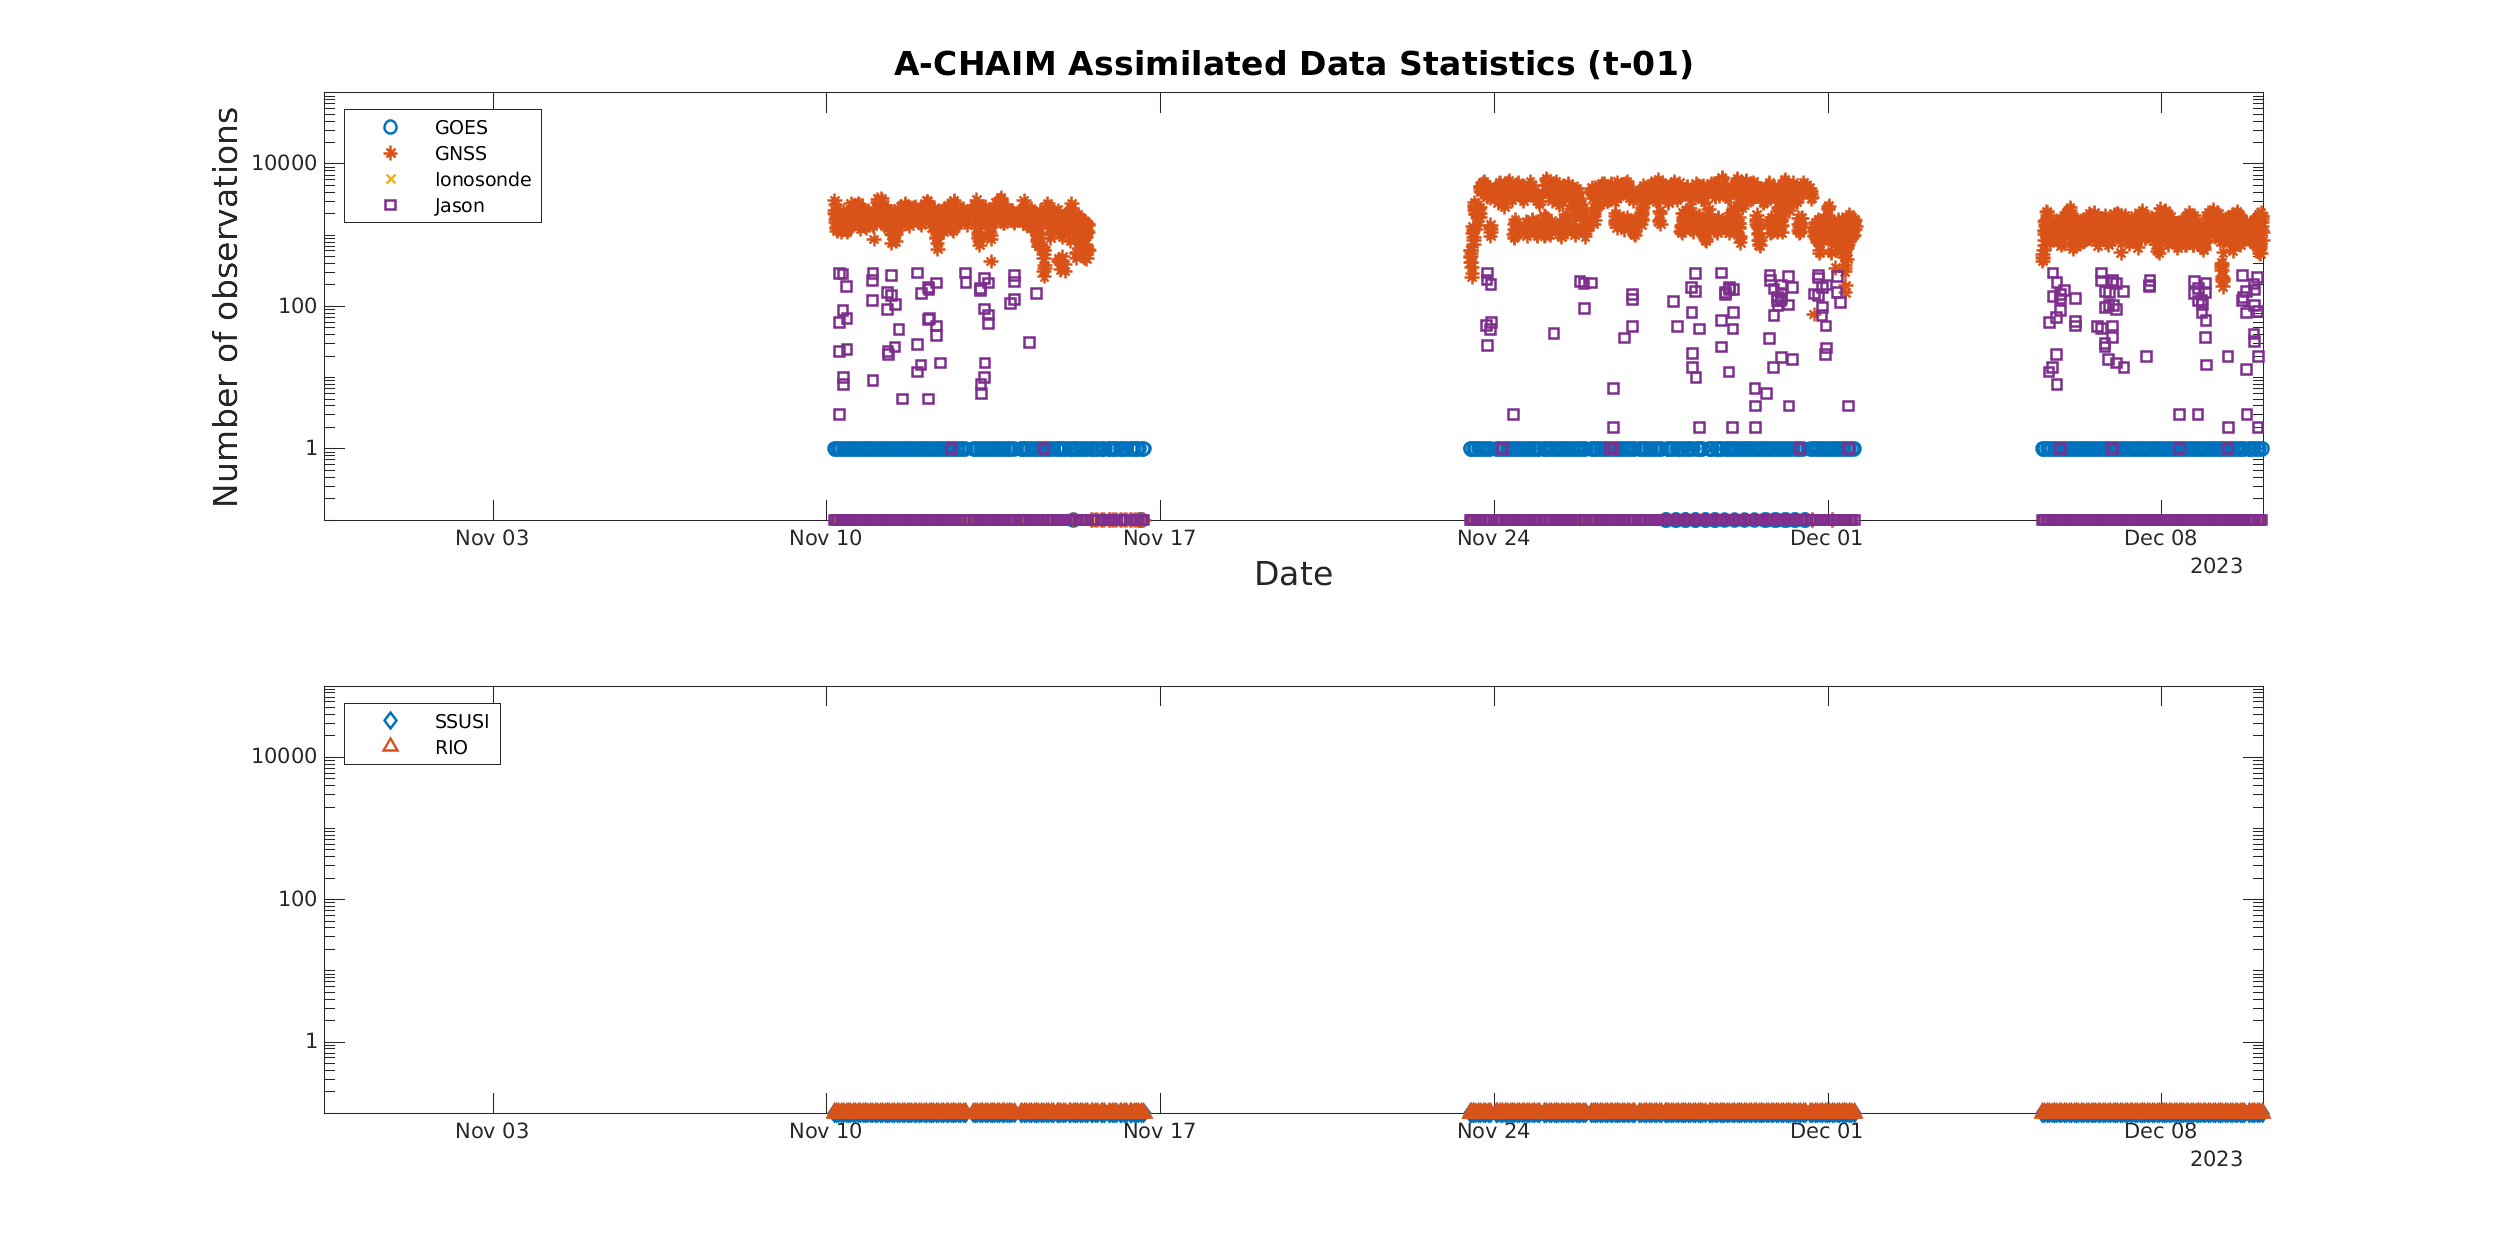 A-CHAIM Assimilated Data Statistics (t-01)
Number of observations
GOES
GNSS
Ionosonde
Jason
10000
100
1
Nov 03
Nov 10
Nov 17
Nov 24
Dec 01
Dec 08
2023
Date
SSUSI
RIO
10000
100
1
Nov 03
Nov 10
Nov 17
Nov 24
Dec 01
Dec 08
2023